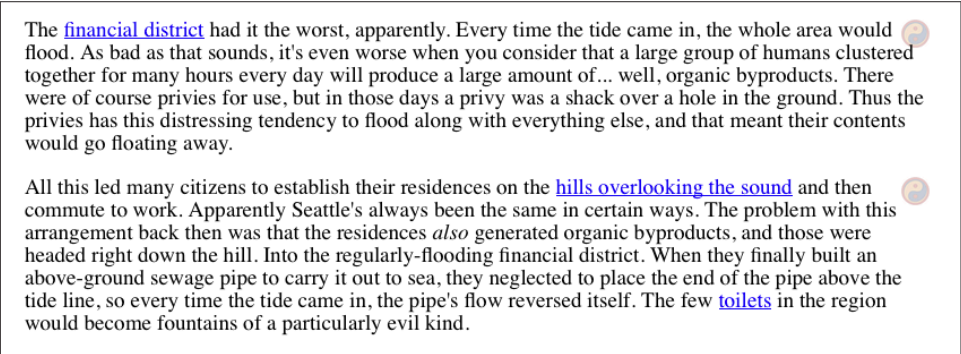 The financial district had it the worst, apparently. Every time the tide came in, the whole area would
flood. As bad as that sounds, it's even worse when you consider that a large group of humans clustered
together for many hours every day will produce a large amount of... well, organic byproducts. There
were of course privies for use, but in those days a privy was a shack over a hole in the ground. Thus the
privies has this distressing tendency to flood along with everything else, and that meant their contents
would go floating away.
All this led many citizens to establish their residences on the hills overlooking the sound and then
commute to work. Apparently Seattle's always been the same in certain ways. The problem with this
arrangement back then was that the residences also generated organic byproducts, and those were
headed right down the hill. Into the regularly-flooding financial district. When they finally built an
above-ground sewage pipe to carry it out to sea, they neglected to place the end of the pipe above the
tide line, so every time the tide came in, the pipe's flow reversed itself. The few toilets in the region
would become fountains of a particularly evil kind.